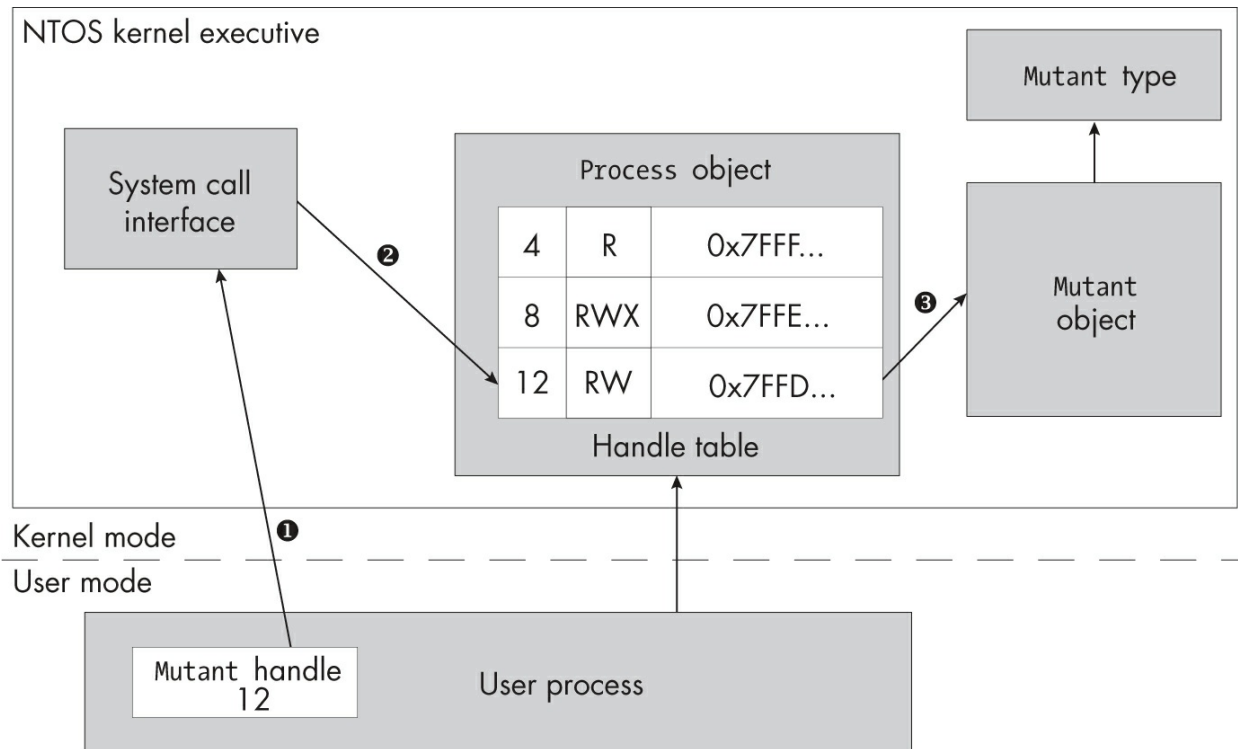 NTOS kernel executive
Mutant type
System call
interface
❷
Process object
4 R 0x7FFF...
8 RWX 0x7FFE...
12 RW 0x7FFD...
Handle table
❸
Mutant
object
❶
Kernel mode
User mode
Mutant handle
12
User process